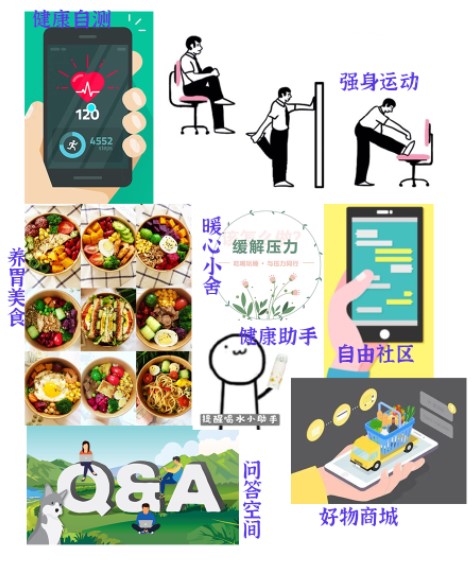 健康自测
120
4552
强身运动
养胃美食
暖心小舍
缓解压力
健康助手
提醒喝水小助手
自由社区
Q&A
问答空间
好物商城